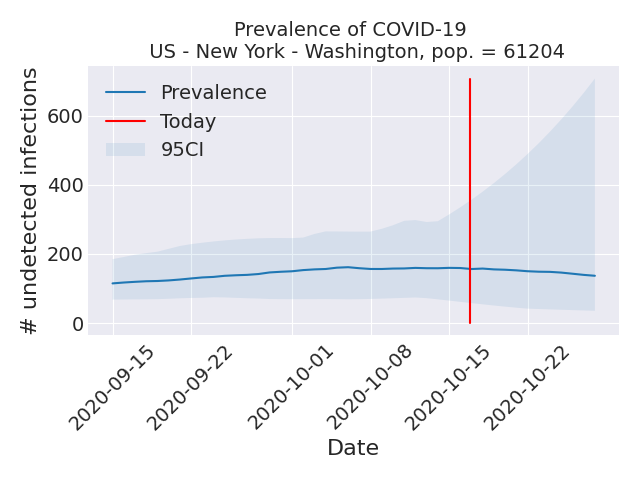 Prevalence of COVID-19
US - New York - Washington, pop. = 61204
# undetected infections
600
400
200
0
Prevalence
Today
95CI
2020-09-15
2020-09-22
2020-10-01
2020-10-08
2020-10-15
2020-10-22
Date